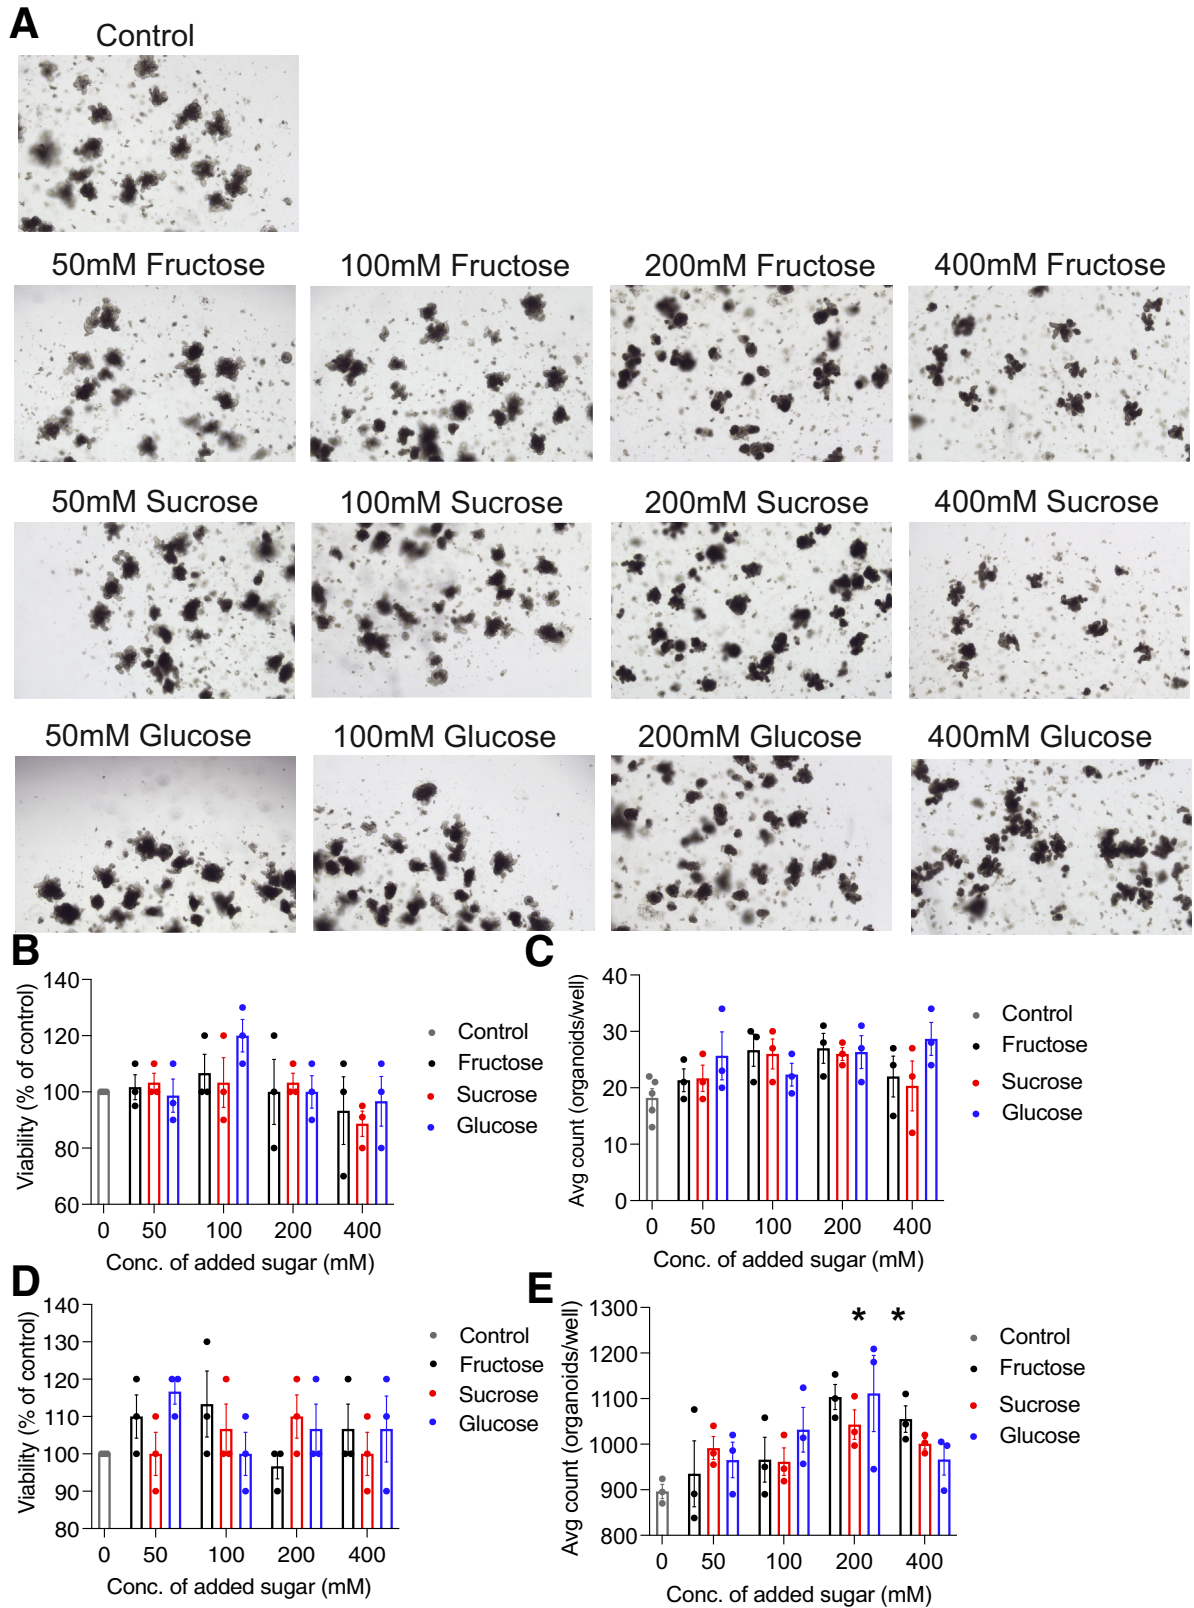 A
Control
50mM Fructose 100mM Fructose 200mM Fructose 400mM Fructose
50mM Sucrose 100mM Sucrose 200mM Sucrose 400mM Sucrose
50mM Glucose 100mM Glucose 200mM Glucose 400mM Glucose
B
Viability (% of control)
140
120
100
80
60
0 50 100 200 400
Conc. of added sugar (mM)
Control
Fructose
Sucrose
Glucose
C
Avg count (organoids/well)
40
30
20
10
0
0 50 100 200 400
Conc. of added sugar (mM)
Control
Fructose
Sucrose
Glucose
D
Viability (% of control)
140
130
120
110
100
90
80
0 50 100 200 400
Conc. of added sugar (mM)
Control
Fructose
Sucrose
Glucose
E
Avg count (organoids/well)
1300
1200
1100
1000
900
800
* *
0 50 100 200 400
Conc. of added sugar (mM)
Control
Fructose
Sucrose
Glucose